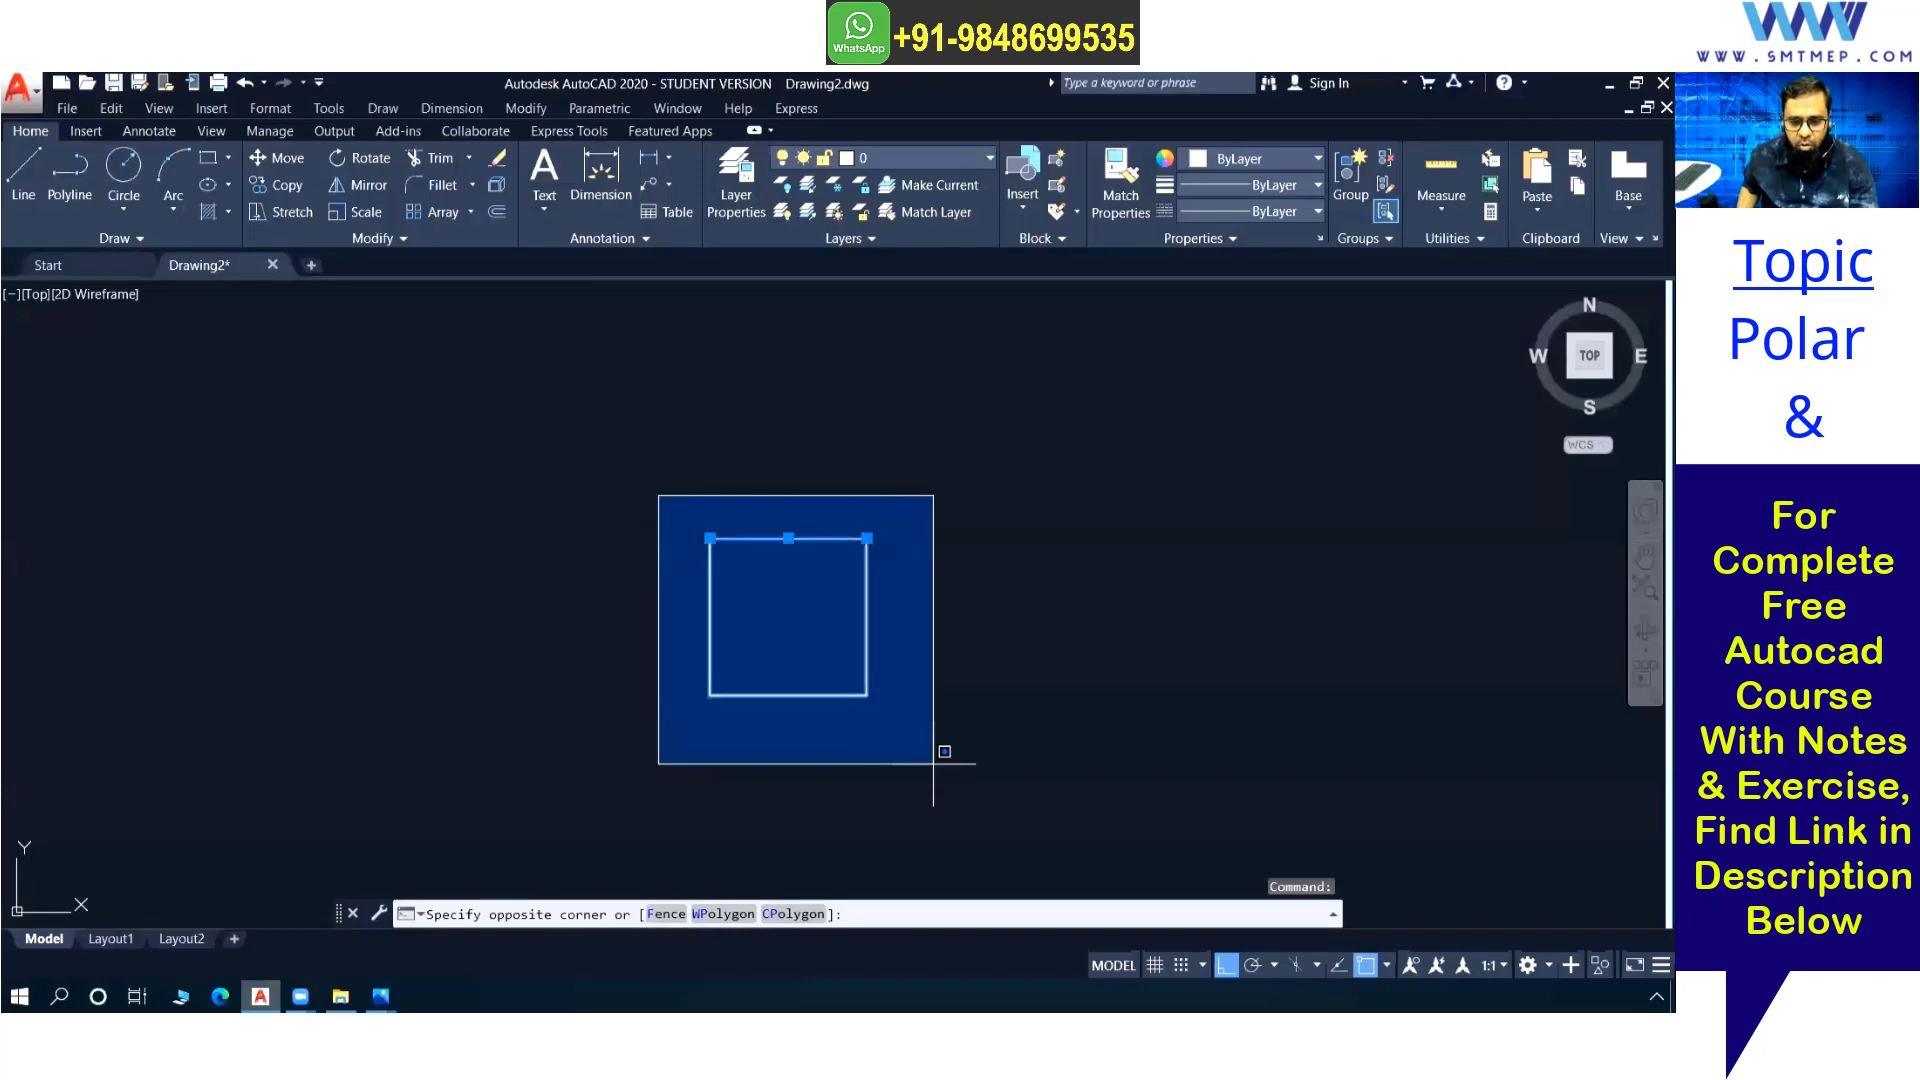 WhatsApp
+91-9848699535
WWW.SMTMEP.COM
Autodesk AutoCAD 2020 - STUDENT VERSION Drawing2.dwg
Type a keyword or phrase
Sign In
File Edit View Insert Format Tools Draw Dimension Modify Parametric Window Help Express
Home Insert Annotate View Manage Output Add-ins Collaborate Express Tools Featured Apps
Line Polyline Circle Arc
Move Rotate Trim
Copy Mirror Fillet
Stretch Scale Array
Text Dimension
Table
Layer Properties
0
Make Current
Match Layer
Insert
Match Properties
ByLayer
ByLayer
ByLayer
Group
Measure
Paste
Base
Draw Modify Annotation Layers Block Properties Groups Utilities Clipboard View
Start Drawing2*
[−][Top][2D Wireframe]
N
W TOP E
S
WCS
Y
X
Command:
Specify opposite corner or [Fence WPolygon CPolygon]:
Model Layout1 Layout2
MODEL
1:1
Topic
Polar
&
For
Complete
Free
Autocad
Course
With Notes
& Exercise,
Find Link in
Description
Below